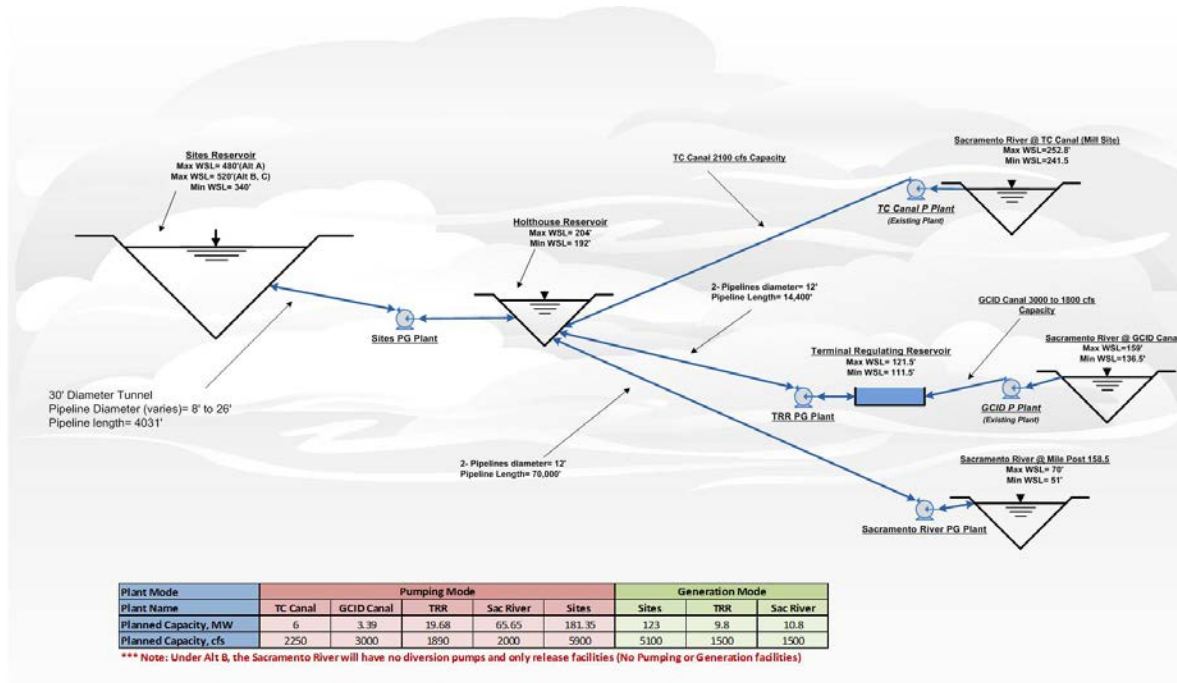 Sites Reservoir
Max WSL= 480'(Alt A)
Max WSL= 520'(Alt B, C)
Min WSL= 340'
Holthouse Reservoir
Max WSL= 204'
Min WSL= 192'
TC Canal 2100 cfs Capacity
Sacramento River @ TC Canal (Mill Site)
Max WSL=252.8'
Min WSL=241.5
TC Canal P Plant
(Existing Plant)
2- Pipelines diameter= 12'
Pipeline Length= 14,400'
GCID Canal 3000 to 1800 cfs
Capacity
Sites PG Plant
Terminal Regulating Reservoir
Max WSL= 121.5'
Min WSL= 111.5'
Sacramento River @ GCID Canal
Max WSL=159'
Min WSL=136.5'
TRR PG Plant
GCID P Plant
(Existing Plant)
30' Diameter Tunnel
Pipeline Diameter (varies)= 8' to 26'
Pipeline length= 4031'
2- Pipelines diameter= 12'
Pipeline Length= 70,000'
Sacramento River @ Mile Post 158.5
Max WSL= 70'
Min WSL= 51'
Sacramento River PG Plant
Plant Mode Pumping Mode Generation Mode
Plant Name TC Canal GCID Canal TRR Sac River Sites Sites TRR Sac River
Planned Capacity, MW 6 3.39 19.68 65.65 181.35 123 9.8 10.8
Planned Capacity, cfs 2250 3000 1890 2000 5900 5100 1500 1500
*** Note: Under Alt B, the Sacramento River will have no diversion pumps and only release facilities (No Pumping or Generation facilities)